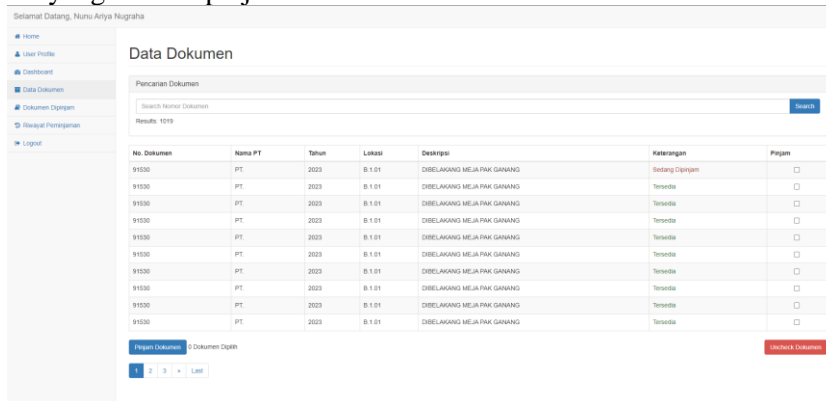 Selamat Datang, Nunu Ariya Nugraha
Home
User Profile
Dashboard
Data Dokumen
Dokumen Dipinjam
Riwayat Peminjaman
Logout
Data Dokumen
Pencarian Dokumen
Search Nomor Dokumen
Search
Results: 1019
No. Dokumen Nama PT Tahun Lokasi Deskripsi Keterangan Pinjam
91530 PT. 2023 B.1.01 DIBELAKANG MEJA PAK GANANG Sedang Dipinjam
91530 PT. 2023 B.1.01 DIBELAKANG MEJA PAK GANANG Tersedia
91530 PT. 2023 B.1.01 DIBELAKANG MEJA PAK GANANG Tersedia
91530 PT. 2023 B.1.01 DIBELAKANG MEJA PAK GANANG Tersedia
91530 PT. 2023 B.1.01 DIBELAKANG MEJA PAK GANANG Tersedia
91530 PT. 2023 B.1.01 DIBELAKANG MEJA PAK GANANG Tersedia
91530 PT. 2023 B.1.01 DIBELAKANG MEJA PAK GANANG Tersedia
91530 PT. 2023 B.1.01 DIBELAKANG MEJA PAK GANANG Tersedia
91530 PT. 2023 B.1.01 DIBELAKANG MEJA PAK GANANG Tersedia
91530 PT. 2023 B.1.01 DIBELAKANG MEJA PAK GANANG Tersedia
Pinjam Dokumen 0 Dokumen Dipilih Uncheck Dokumen
1 2 3 » Last